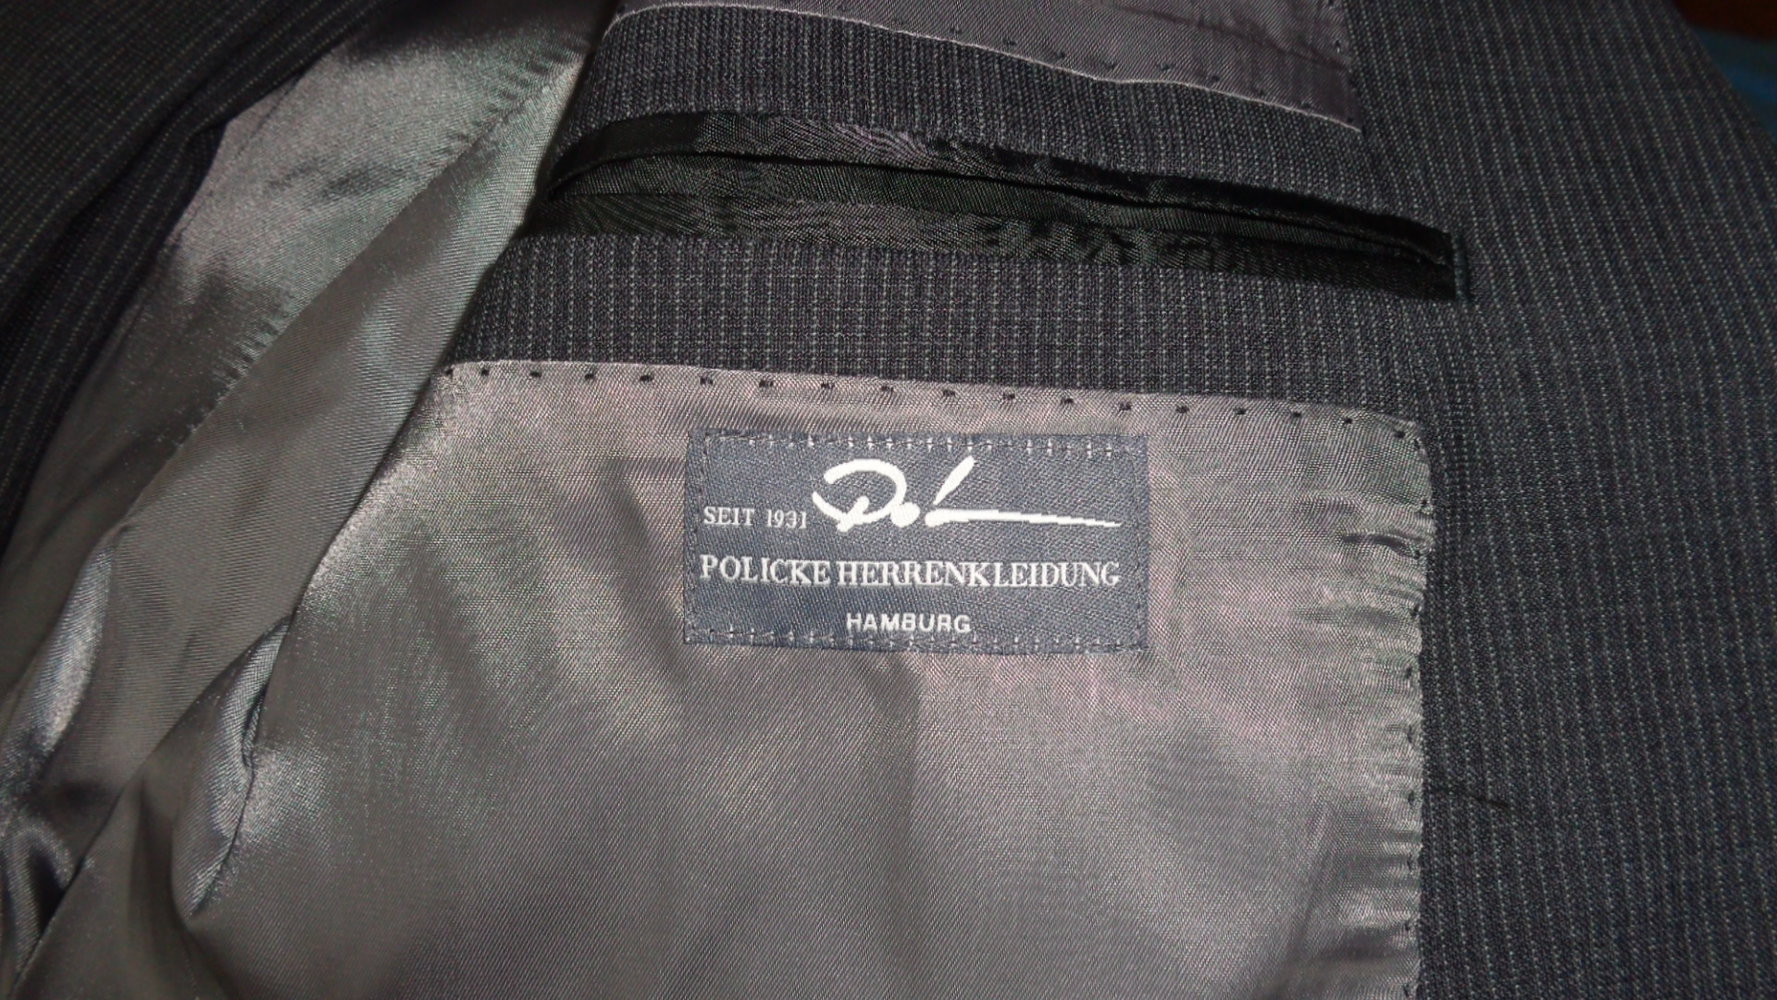 SEIT 1931
POLICKE HERRENKLEIDUNG
HAMBURG